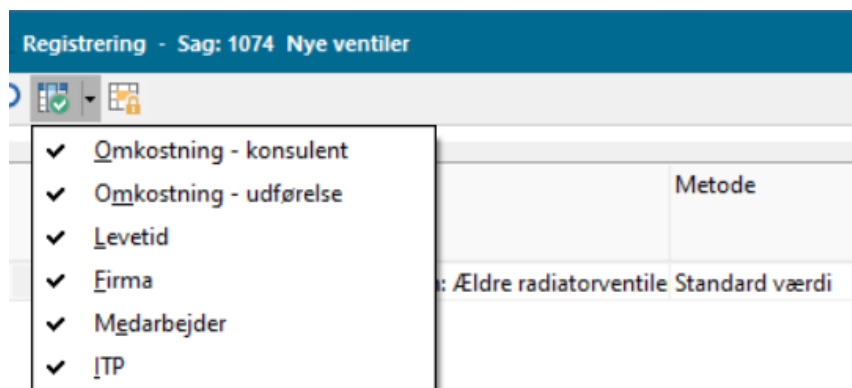 Registrering - Sag: 1074 Nye ventiler
Omkostning - konsulent
Omkostning - udførelse
Metode
Levetid
Firma
: Ældre radiatorventile Standard værdi
Medarbejder
ITP